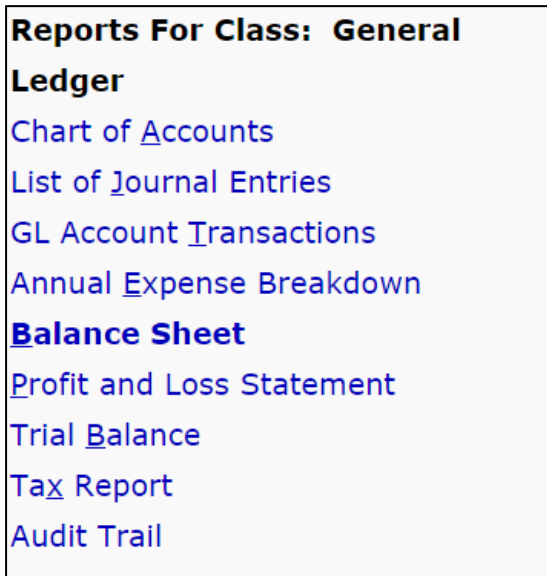 Reports For Class:  General
Ledger
Chart of Accounts
List of Journal Entries
GL Account Transactions
Annual Expense Breakdown
Balance Sheet
Profit and Loss Statement
Trial Balance
Tax Report
Audit Trail